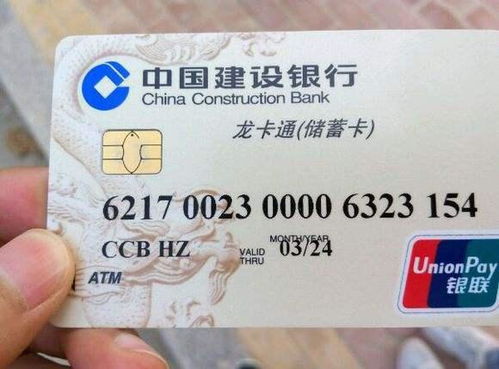 中国建设银行
China Construction Bank
龙卡通(储蓄卡)
6217 0023 0000 6323 154
CCB HZ
VALID THRU
MONTH/YEAR
03/24
ATM
UnionPay
银联